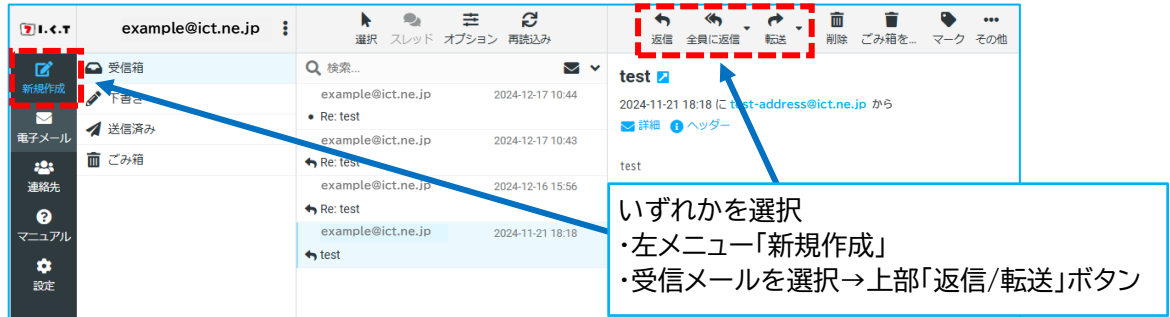 I.C.T
example@ict.ne.jp
選択
スレッド
オプション
再読込み
返信
全員に返信
転送
削除
ごみ箱を...
マーク
その他
新規作成
電子メール
連絡先
マニュアル
設定
受信箱
下書き
送信済み
ごみ箱
検索...
example@ict.ne.jp 2024-12-17 10:44
Re: test
example@ict.ne.jp 2024-12-17 10:43
Re: test
example@ict.ne.jp 2024-12-16 15:56
Re: test
example@ict.ne.jp 2024-11-21 18:18
test
test
2024-11-21 18:18 に test-address@ict.ne.jp から
詳細 ヘッダー
test
いずれかを選択
・左メニュー「新規作成」
・受信メールを選択→上部「返信/転送」ボタン